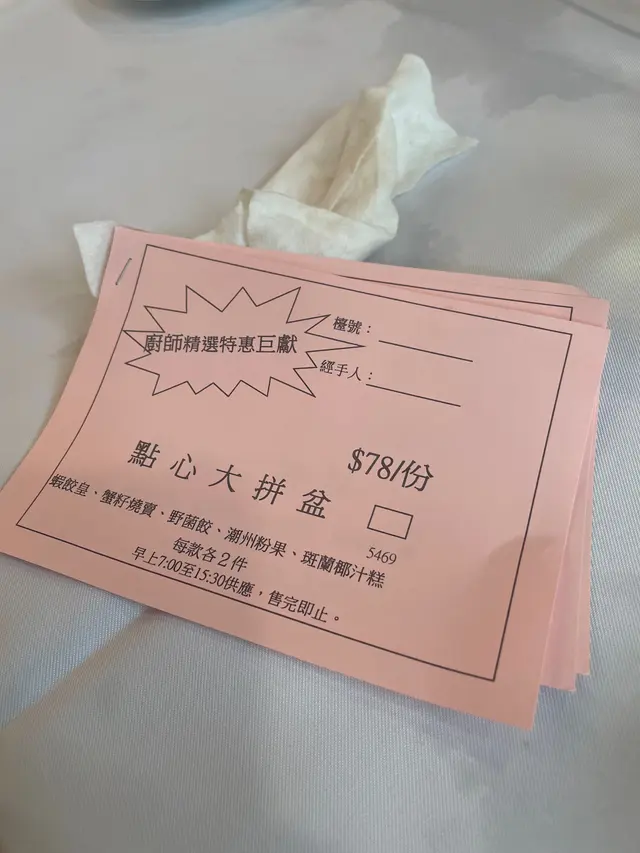 廚師精選特惠巨獻
檯號：
經手人：
$78/份
點心大拼盆
5469
蝦餃皇、蟹籽燒賣、野菌餃、潮州粉果、斑蘭椰汁糕
每款各2件
早上7:00至15:30供應，售完即止。